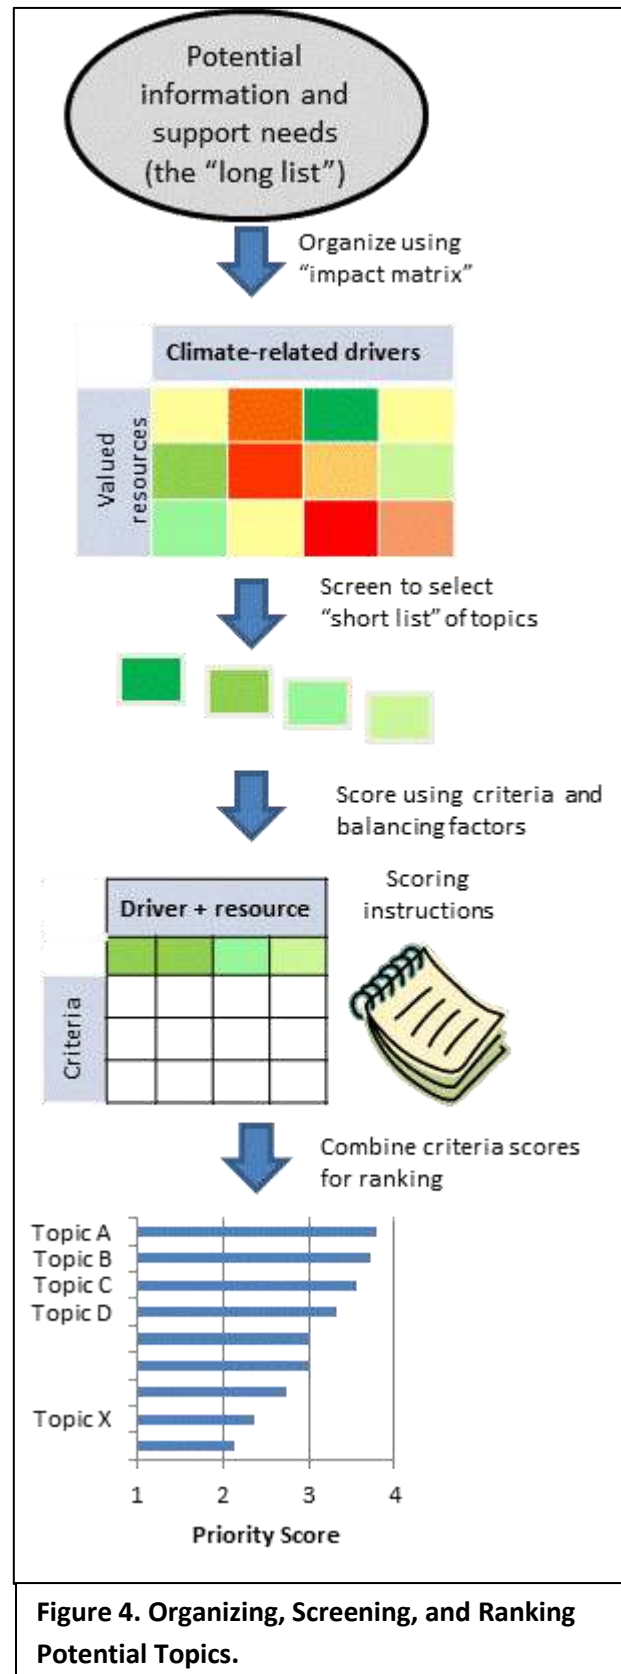 Potential
information and
support needs
(the “long list”)
Organize using
“impact matrix”
Climate-related drivers
Valued
resources
Screen to select
“short list” of topics
Score using criteria and
balancing factors
Scoring
instructions
Driver + resource
Criteria
Combine criteria scores
for ranking
Topic A
Topic B
Topic C
Topic D
Topic X
1 2 3 4
Priority Score
Figure 4. Organizing, Screening, and Ranking
Potential Topics.